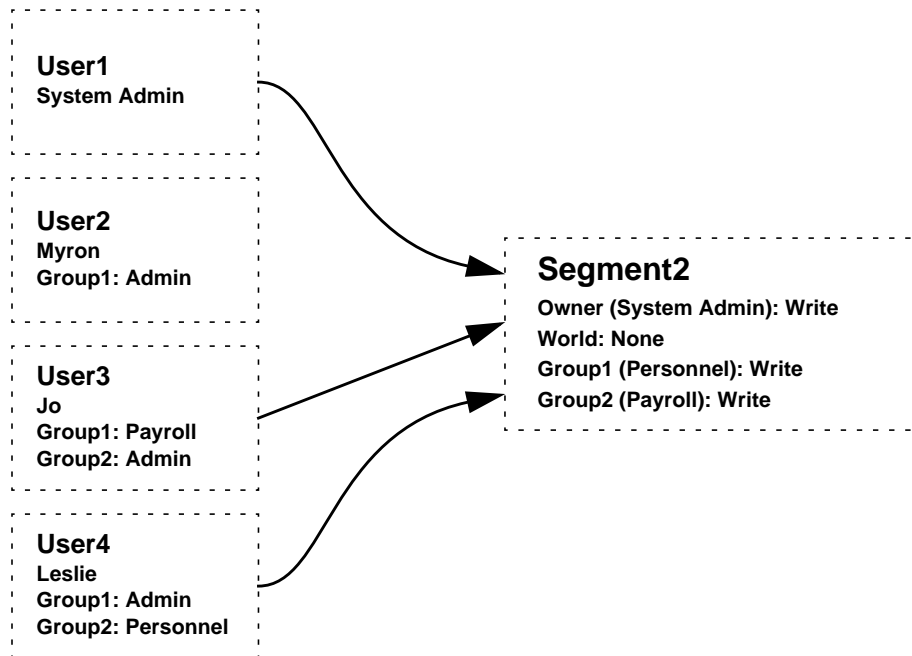 User1
System Admin
User2
Myron
Group1: Admin
User3
Jo
Group1: Payroll
Group2: Admin
User4
Leslie
Group1: Admin
Group2: Personnel
Segment2
Owner (System Admin): Write
World: None
Group1 (Personnel): Write
Group2 (Payroll): Write